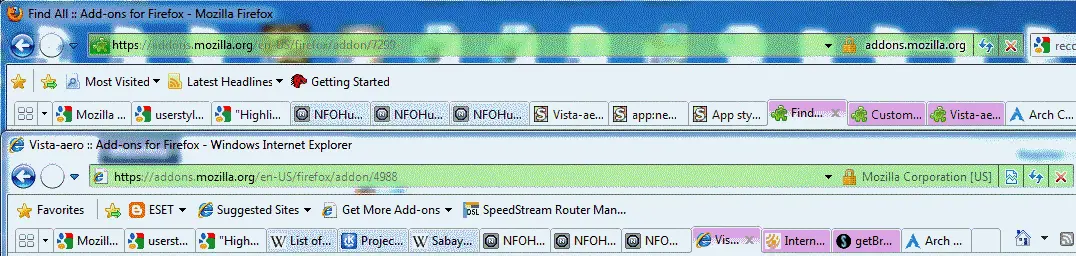 Find All :: Add-ons for Firefox - Mozilla Firefox
https://addons.mozilla.org/en-US/firefox/addon/7299 addons.mozilla.org reco
Most Visited Latest Headlines Getting Started
Mozilla ... userstyl... "Highli... NFOHu... NFOHu... NFOHu... Vista-ae... app:ne... App sty... Find... Custom... Vista-ae... Arch C...
Vista-aero :: Add-ons for Firefox - Windows Internet Explorer
https://addons.mozilla.org/en-US/firefox/addon/4988 Mozilla Corporation [US]
Favorites ESET Suggested Sites Get More Add-ons DSL SpeedStream Router Man...
Mozill... userst... "High... W List of... Projec... W Sabay... NFOH... NFOH... NFO... Vis... Intern... getBr... Arch ...